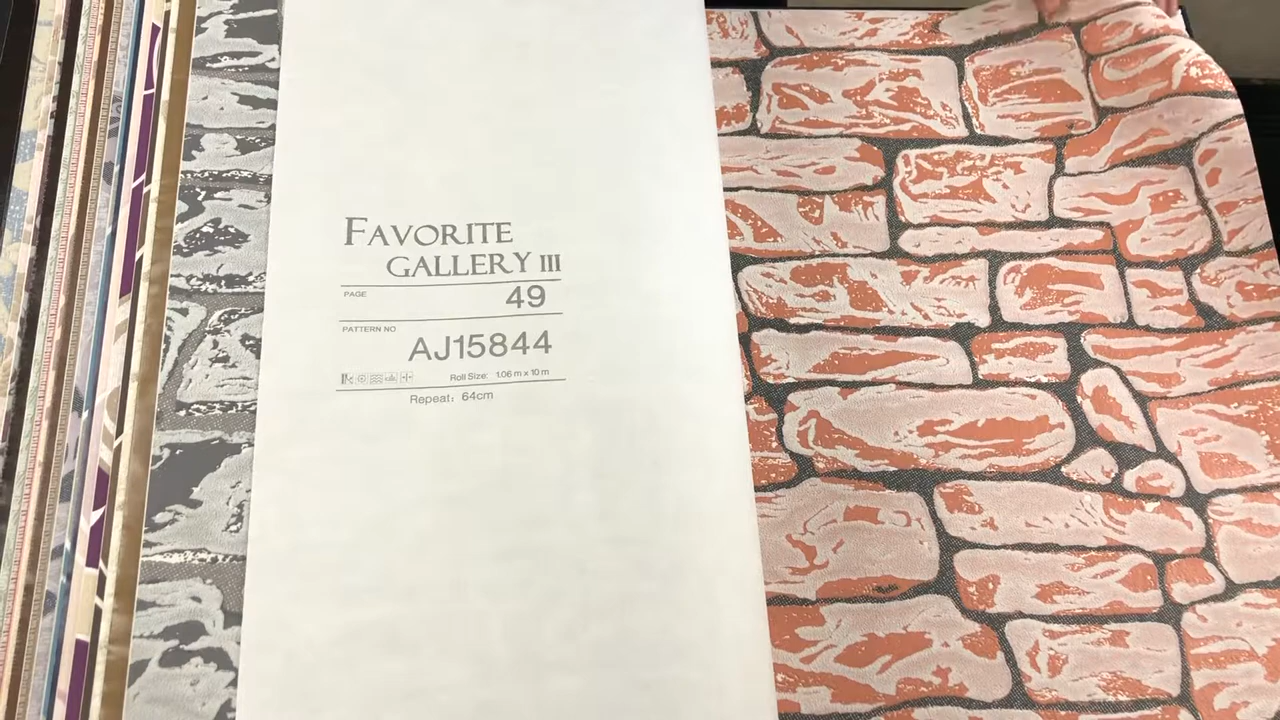 FAVORITE
GALLERY III
PAGE 49
PATTERN NO
AJ15844
Roll Size: 1.06 m x 10 m
Repeat: 64cm